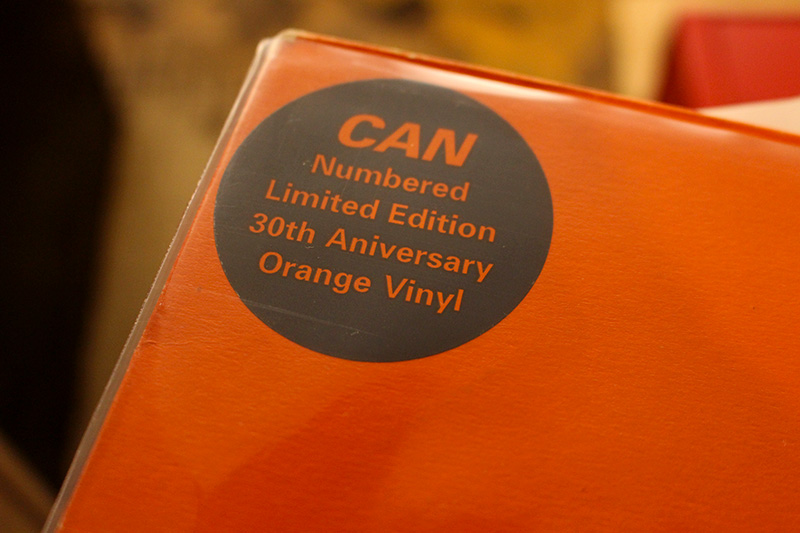 CAN
Numbered
Limited Edition
30th Aniversary
Orange Vinyl